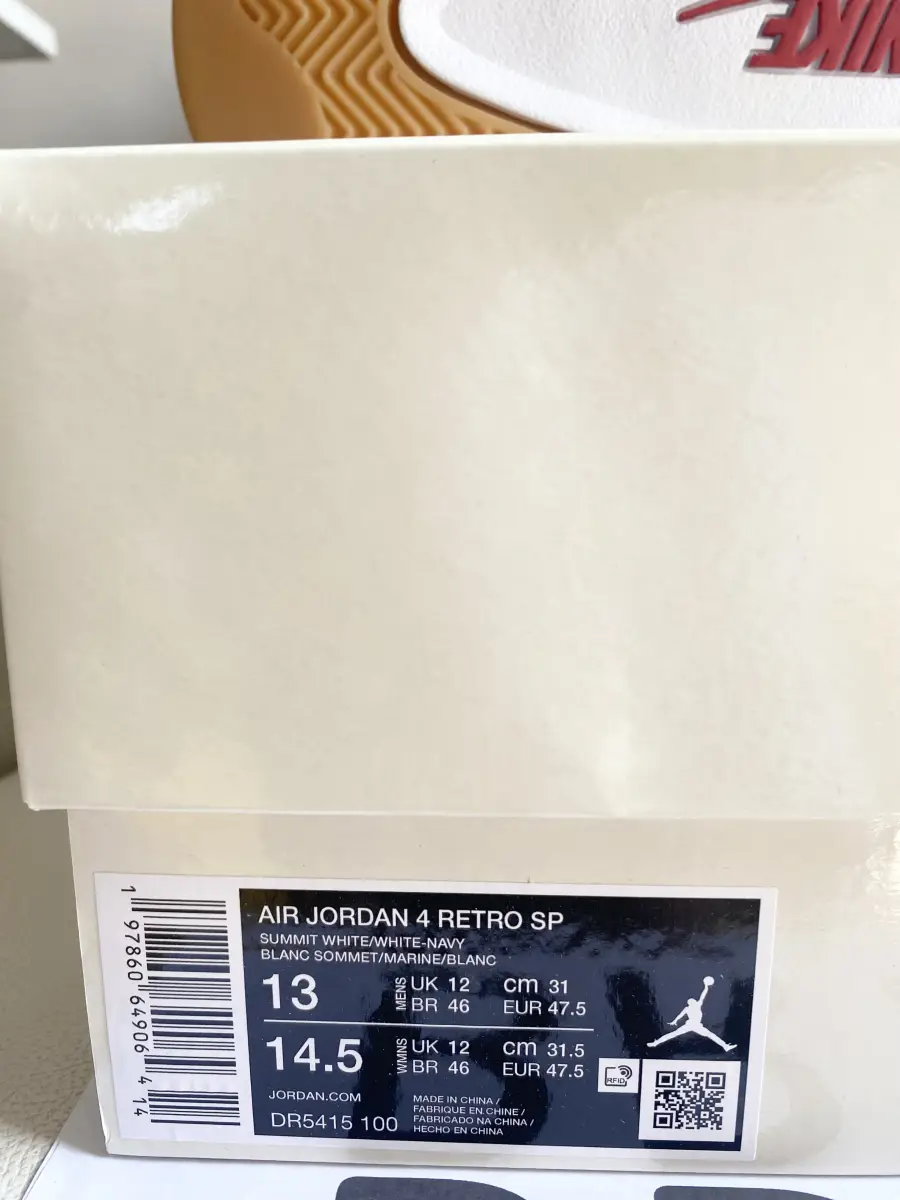 NIKE
AIR JORDAN 4 RETRO SP
SUMMIT WHITE/WHITE-NAVY
BLANC SOMMET/MARINE/BLANC
13 MENS UK 12 cm 31
BR 46 EUR 47.5
14.5 WMNS UK 12 cm 31.5
BR 46 EUR 47.5
RFID
JORDAN.COM
DR5415 100
MADE IN CHINA /
FABRIQUE EN CHINE /
FABRICADO NA CHINA /
HECHO EN CHINA
1 97860 64906 4 14